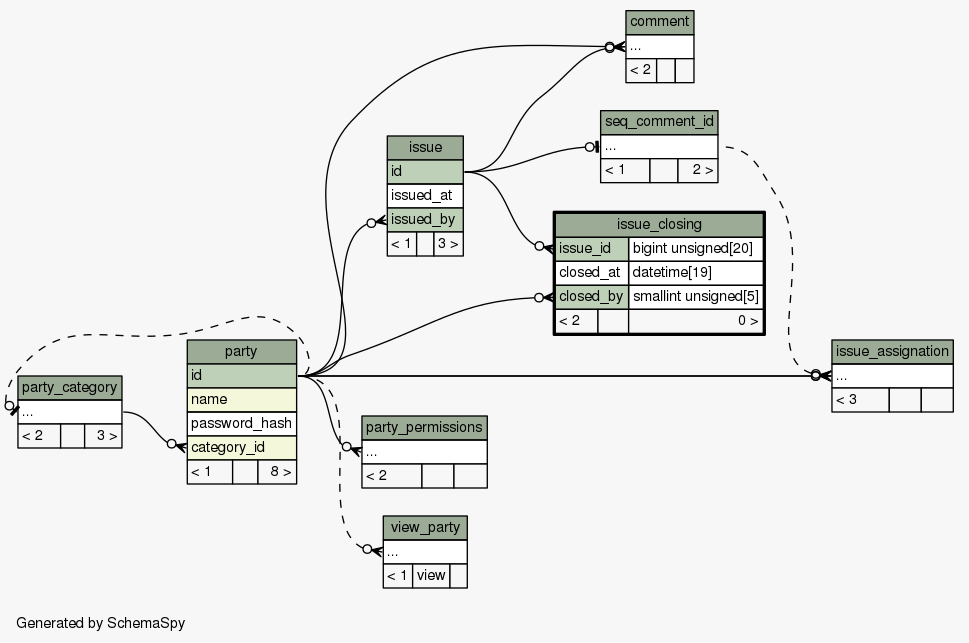 comment
...
< 2
seq_comment_id
...
< 1 2 >
issue
id
issued_at
issued_by
< 1 3 >
issue_closing
issue_id bigint unsigned[20]
closed_at datetime[19]
closed_by smallint unsigned[5]
< 2 0 >
party
id
name
password_hash
category_id
< 1 8 >
issue_assignation
...
< 3
party_category
...
< 2 3 >
party_permissions
...
< 2
view_party
...
< 1 view
Generated by SchemaSpy